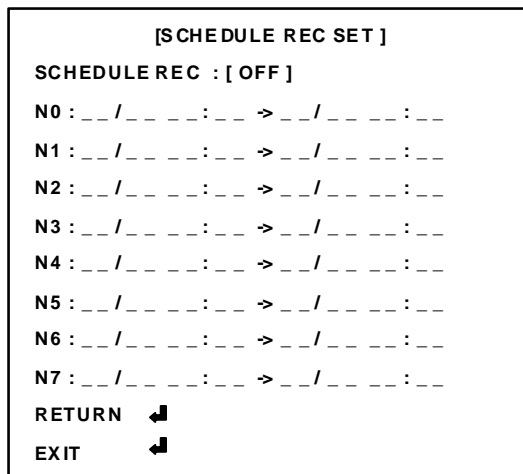 [SCHEDULE REC SET ]
SCHEDULE REC : [ OFF ]
N0 : _ _ / _ _ _ _ : _ _ -> _ _ / _ _ _ _ : _ _
N1 : _ _ / _ _ _ _ : _ _ -> _ _ / _ _ _ _ : _ _
N2 : _ _ / _ _ _ _ : _ _ -> _ _ / _ _ _ _ : _ _
N3 : _ _ / _ _ _ _ : _ _ -> _ _ / _ _ _ _ : _ _
N4 : _ _ / _ _ _ _ : _ _ -> _ _ / _ _ _ _ : _ _
N5 : _ _ / _ _ _ _ : _ _ -> _ _ / _ _ _ _ : _ _
N6 : _ _ / _ _ _ _ : _ _ -> _ _ / _ _ _ _ : _ _
N7 : _ _ / _ _ _ _ : _ _ -> _ _ / _ _ _ _ : _ _
RETURN ↲
EXIT ↲